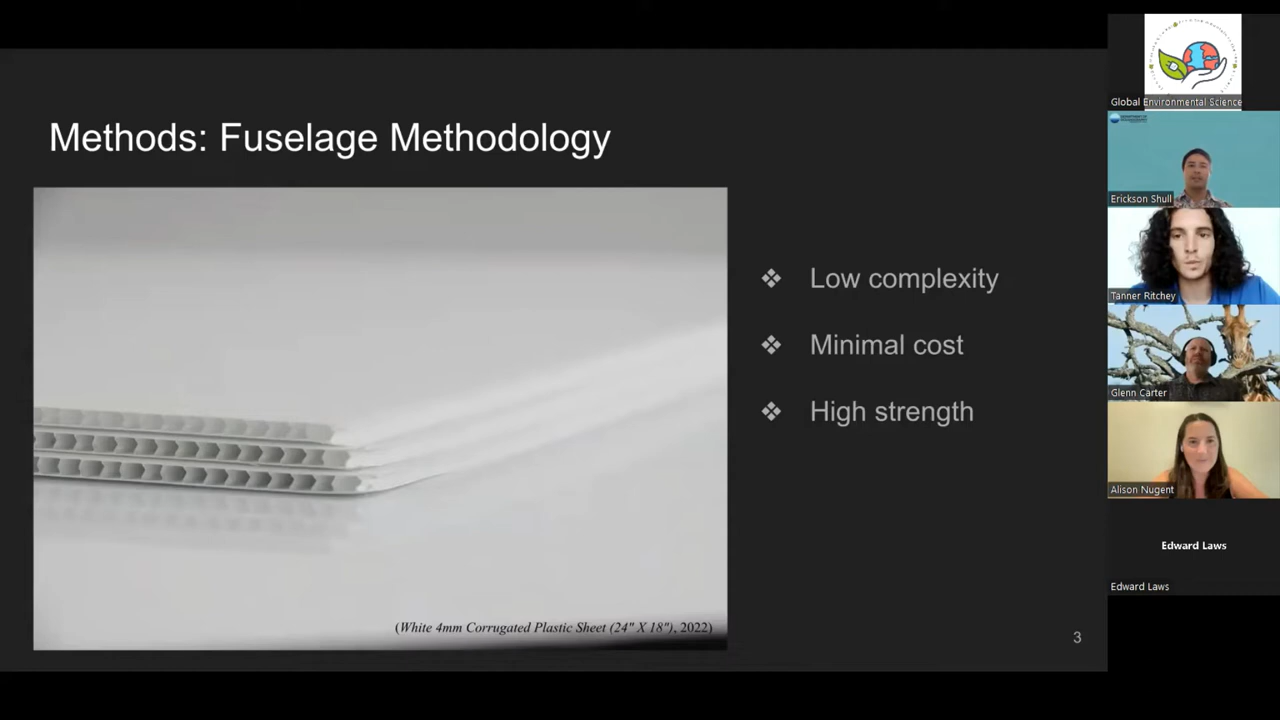 Methods: Fuselage Methodology
❖ Low complexity
❖ Minimal cost
❖ High strength
(White 4mm Corrugated Plastic Sheet (24" X 18"), 2022)
3
Global Environmental Science
Erickson Shull
Tanner Ritchey
Glenn Carter
Alison Nugent
Edward Laws
Edward Laws